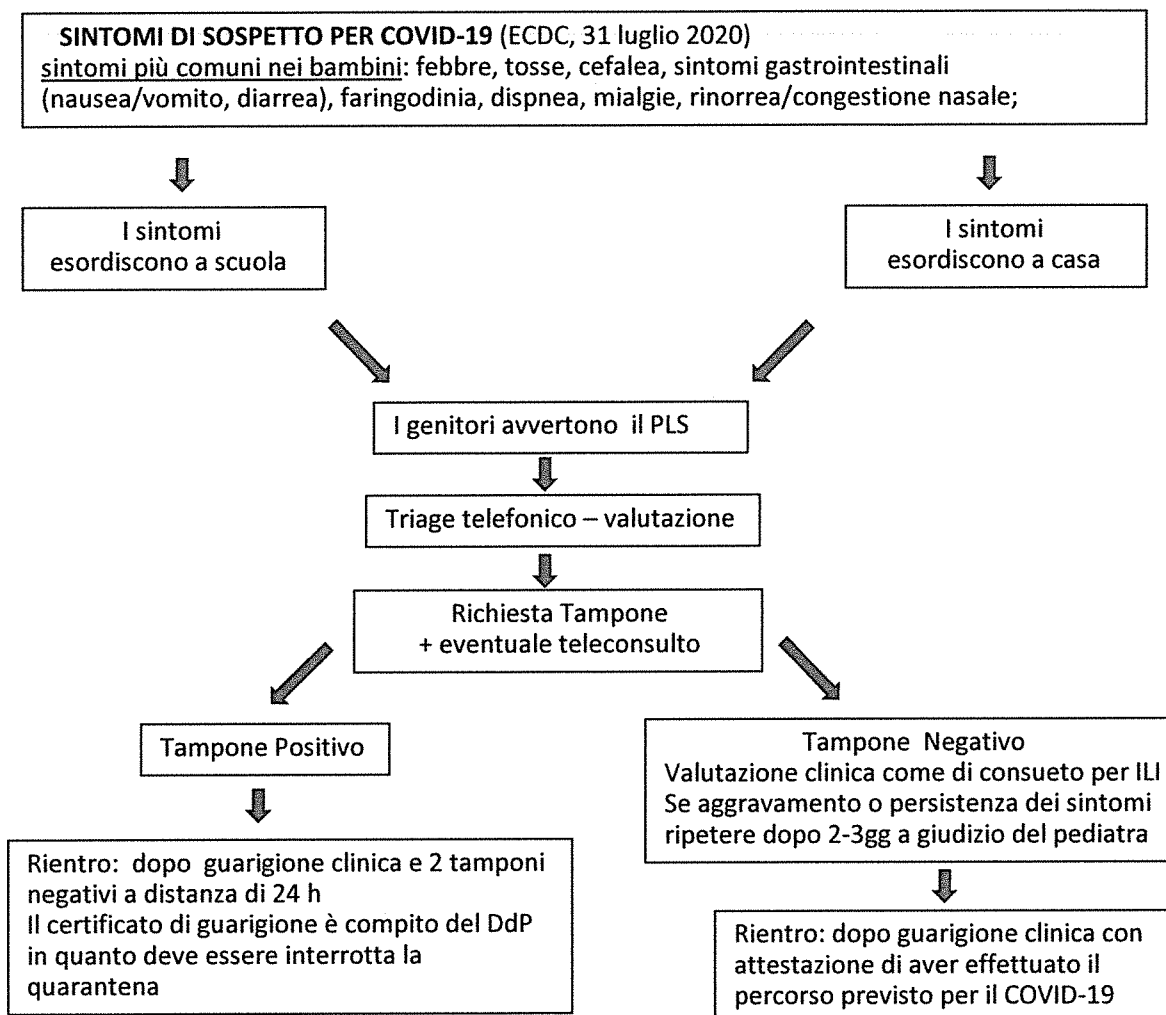 SINTOMI DI SOSPETTO PER COVID-19 (ECDC, 31 luglio 2020)
sintomi più comuni nei bambini: febbre, tosse, cefalea, sintomi gastrointestinali
(nausea/vomito, diarrea), faringodinia, dispnea, mialgie, rinorrea/congestione nasale;
I sintomi
esordiscono a scuola
I sintomi
esordiscono a casa
I genitori avvertono il PLS
Triage telefonico – valutazione
Richiesta Tampone
+ eventuale teleconsulto
Tampone Positivo
Tampone Negativo
Valutazione clinica come di consueto per ILI
Se aggravamento o persistenza dei sintomi
ripetere dopo 2-3gg a giudizio del pediatra
Rientro: dopo guarigione clinica e 2 tamponi
negativi a distanza di 24 h
Il certificato di guarigione è compito del DdP
in quanto deve essere interrotta la
quarantena
Rientro: dopo guarigione clinica con
attestazione di aver effettuato il
percorso previsto per il COVID-19